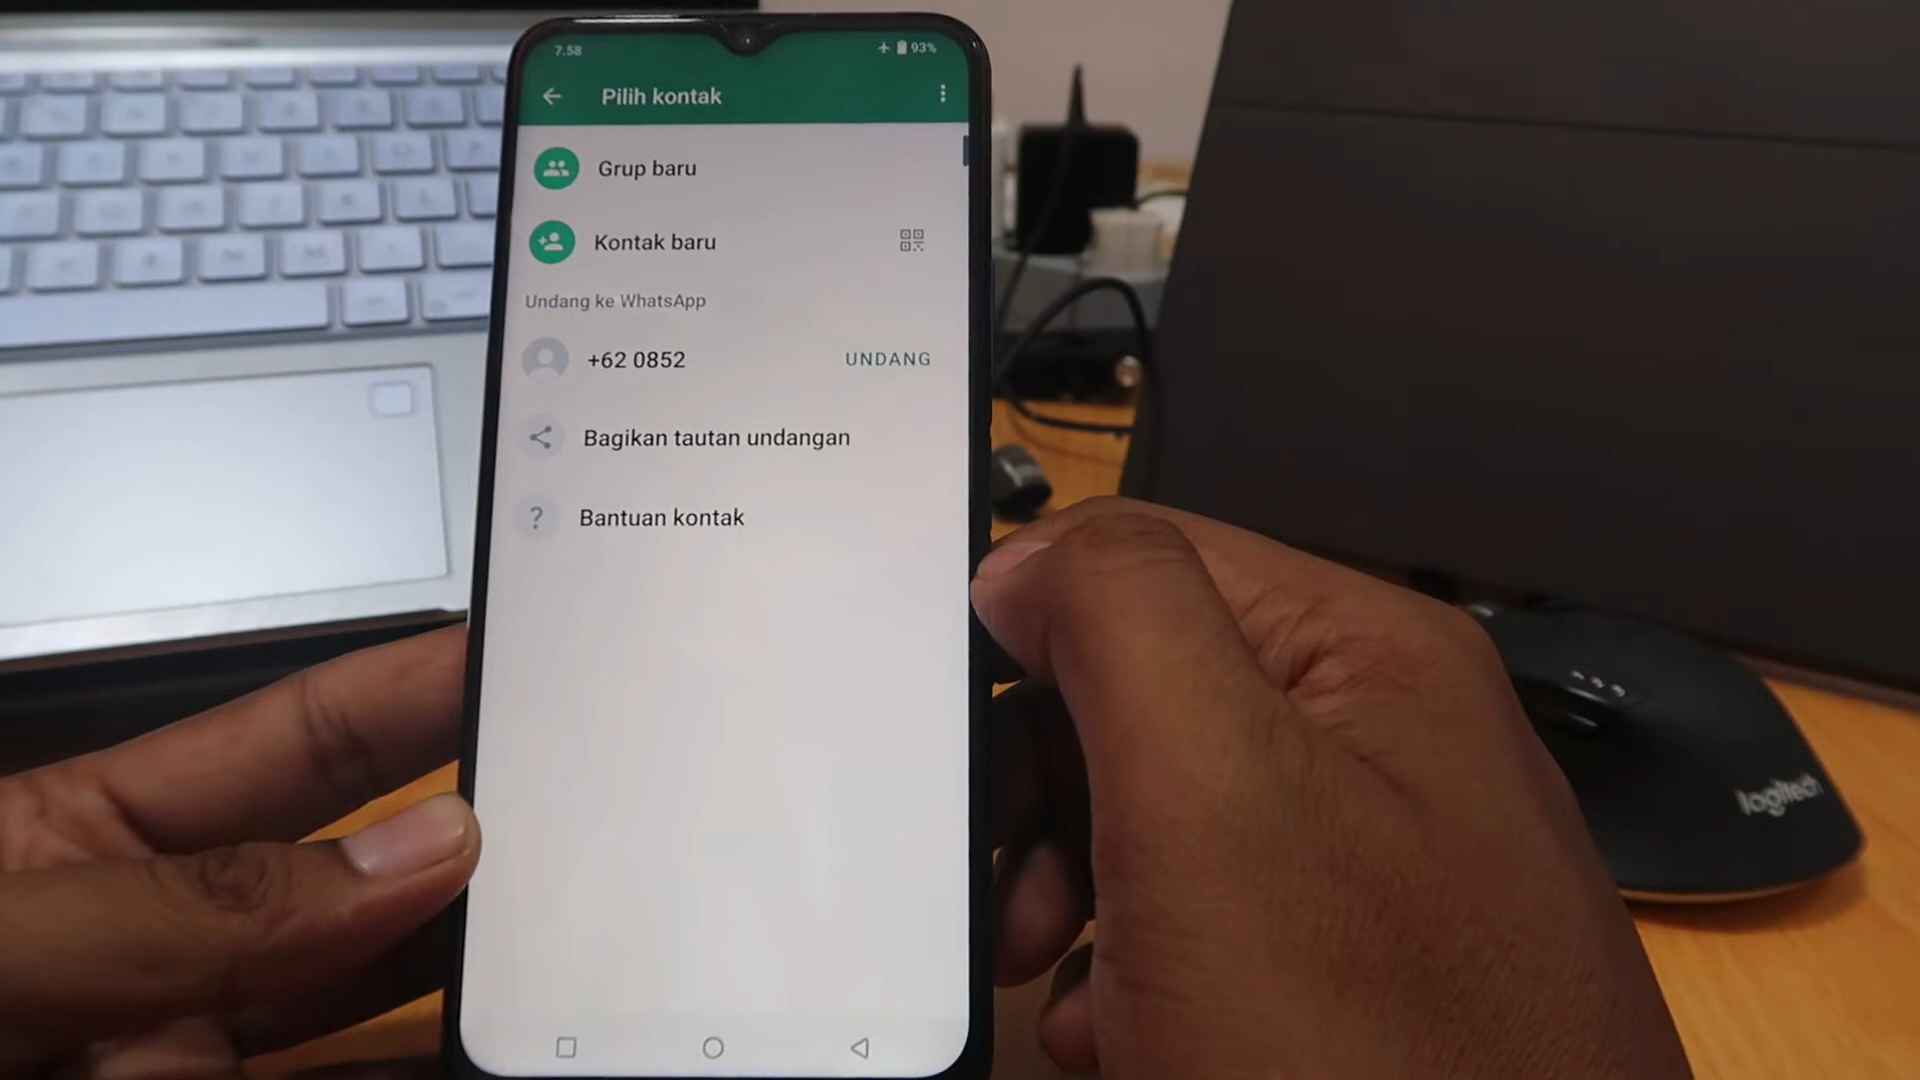 7.58
93%
Pilih kontak
Grup baru
Kontak baru
Undang ke WhatsApp
+62 0852
UNDANG
Bagikan tautan undangan
?
Bantuan kontak
logitech